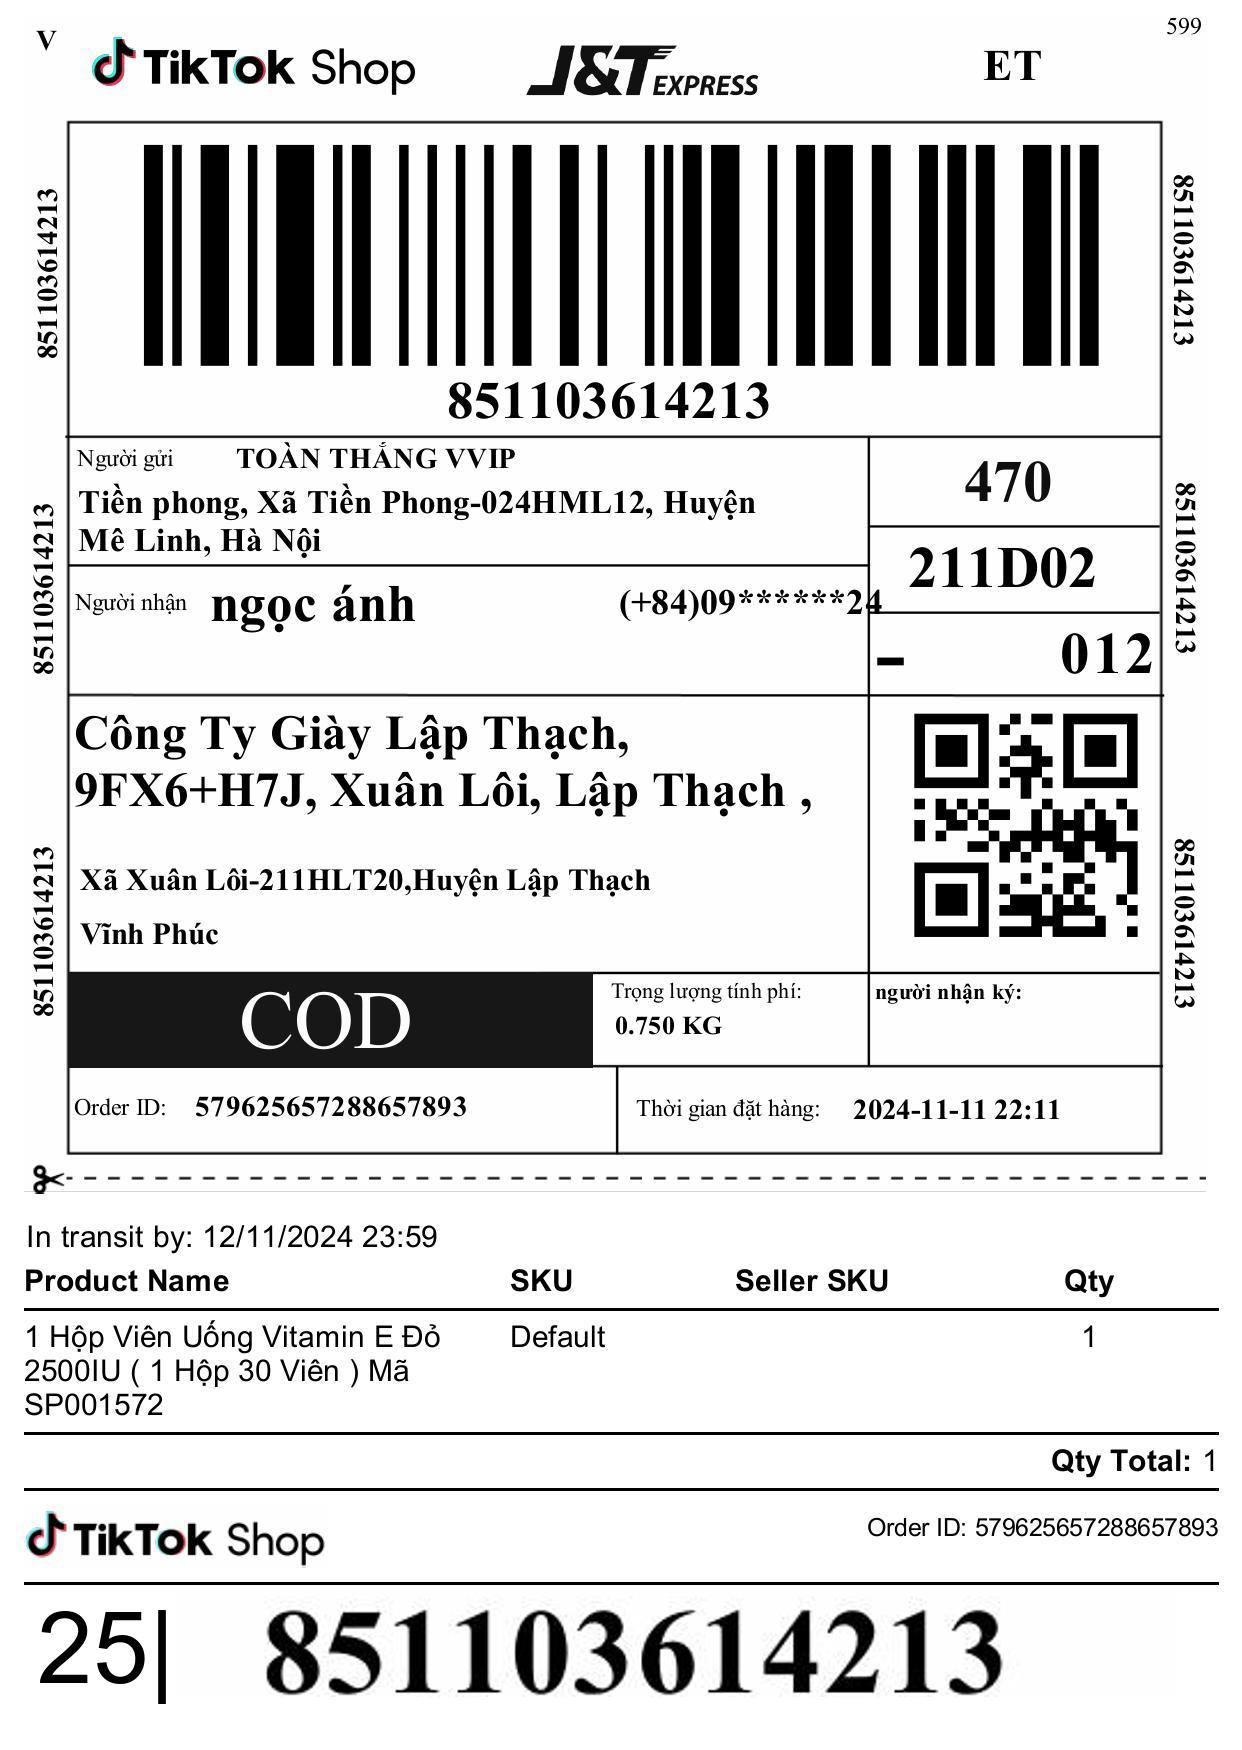 599
V
TikTok Shop
J&T EXPRESS
ET
851103614213
851103614213
851103614213
Người gửi TOÀN THẮNG VVIP
Tiền phong, Xã Tiền Phong-024HML12, Huyện
Mê Linh, Hà Nội
470
211D02
- 012
851103614213
851103614213
Người nhận ngọc ánh (+84)09******24
Công Ty Giày Lập Thạch,
9FX6+H7J, Xuân Lôi, Lập Thạch ,
Xã Xuân Lôi-211HLT20,Huyện Lập Thạch
Vĩnh Phúc
851103614213
851103614213
COD
Trọng lượng tính phí:
0.750 KG
người nhận ký:
Order ID: 579625657288657893
Thời gian đặt hàng: 2024-11-11 22:11
In transit by: 12/11/2024 23:59
Product Name SKU Seller SKU Qty
1 Hộp Viên Uống Vitamin E Đỏ Default 1
2500IU ( 1 Hộp 30 Viên ) Mã
SP001572
Qty Total: 1
TikTok Shop
Order ID: 579625657288657893
25| 851103614213